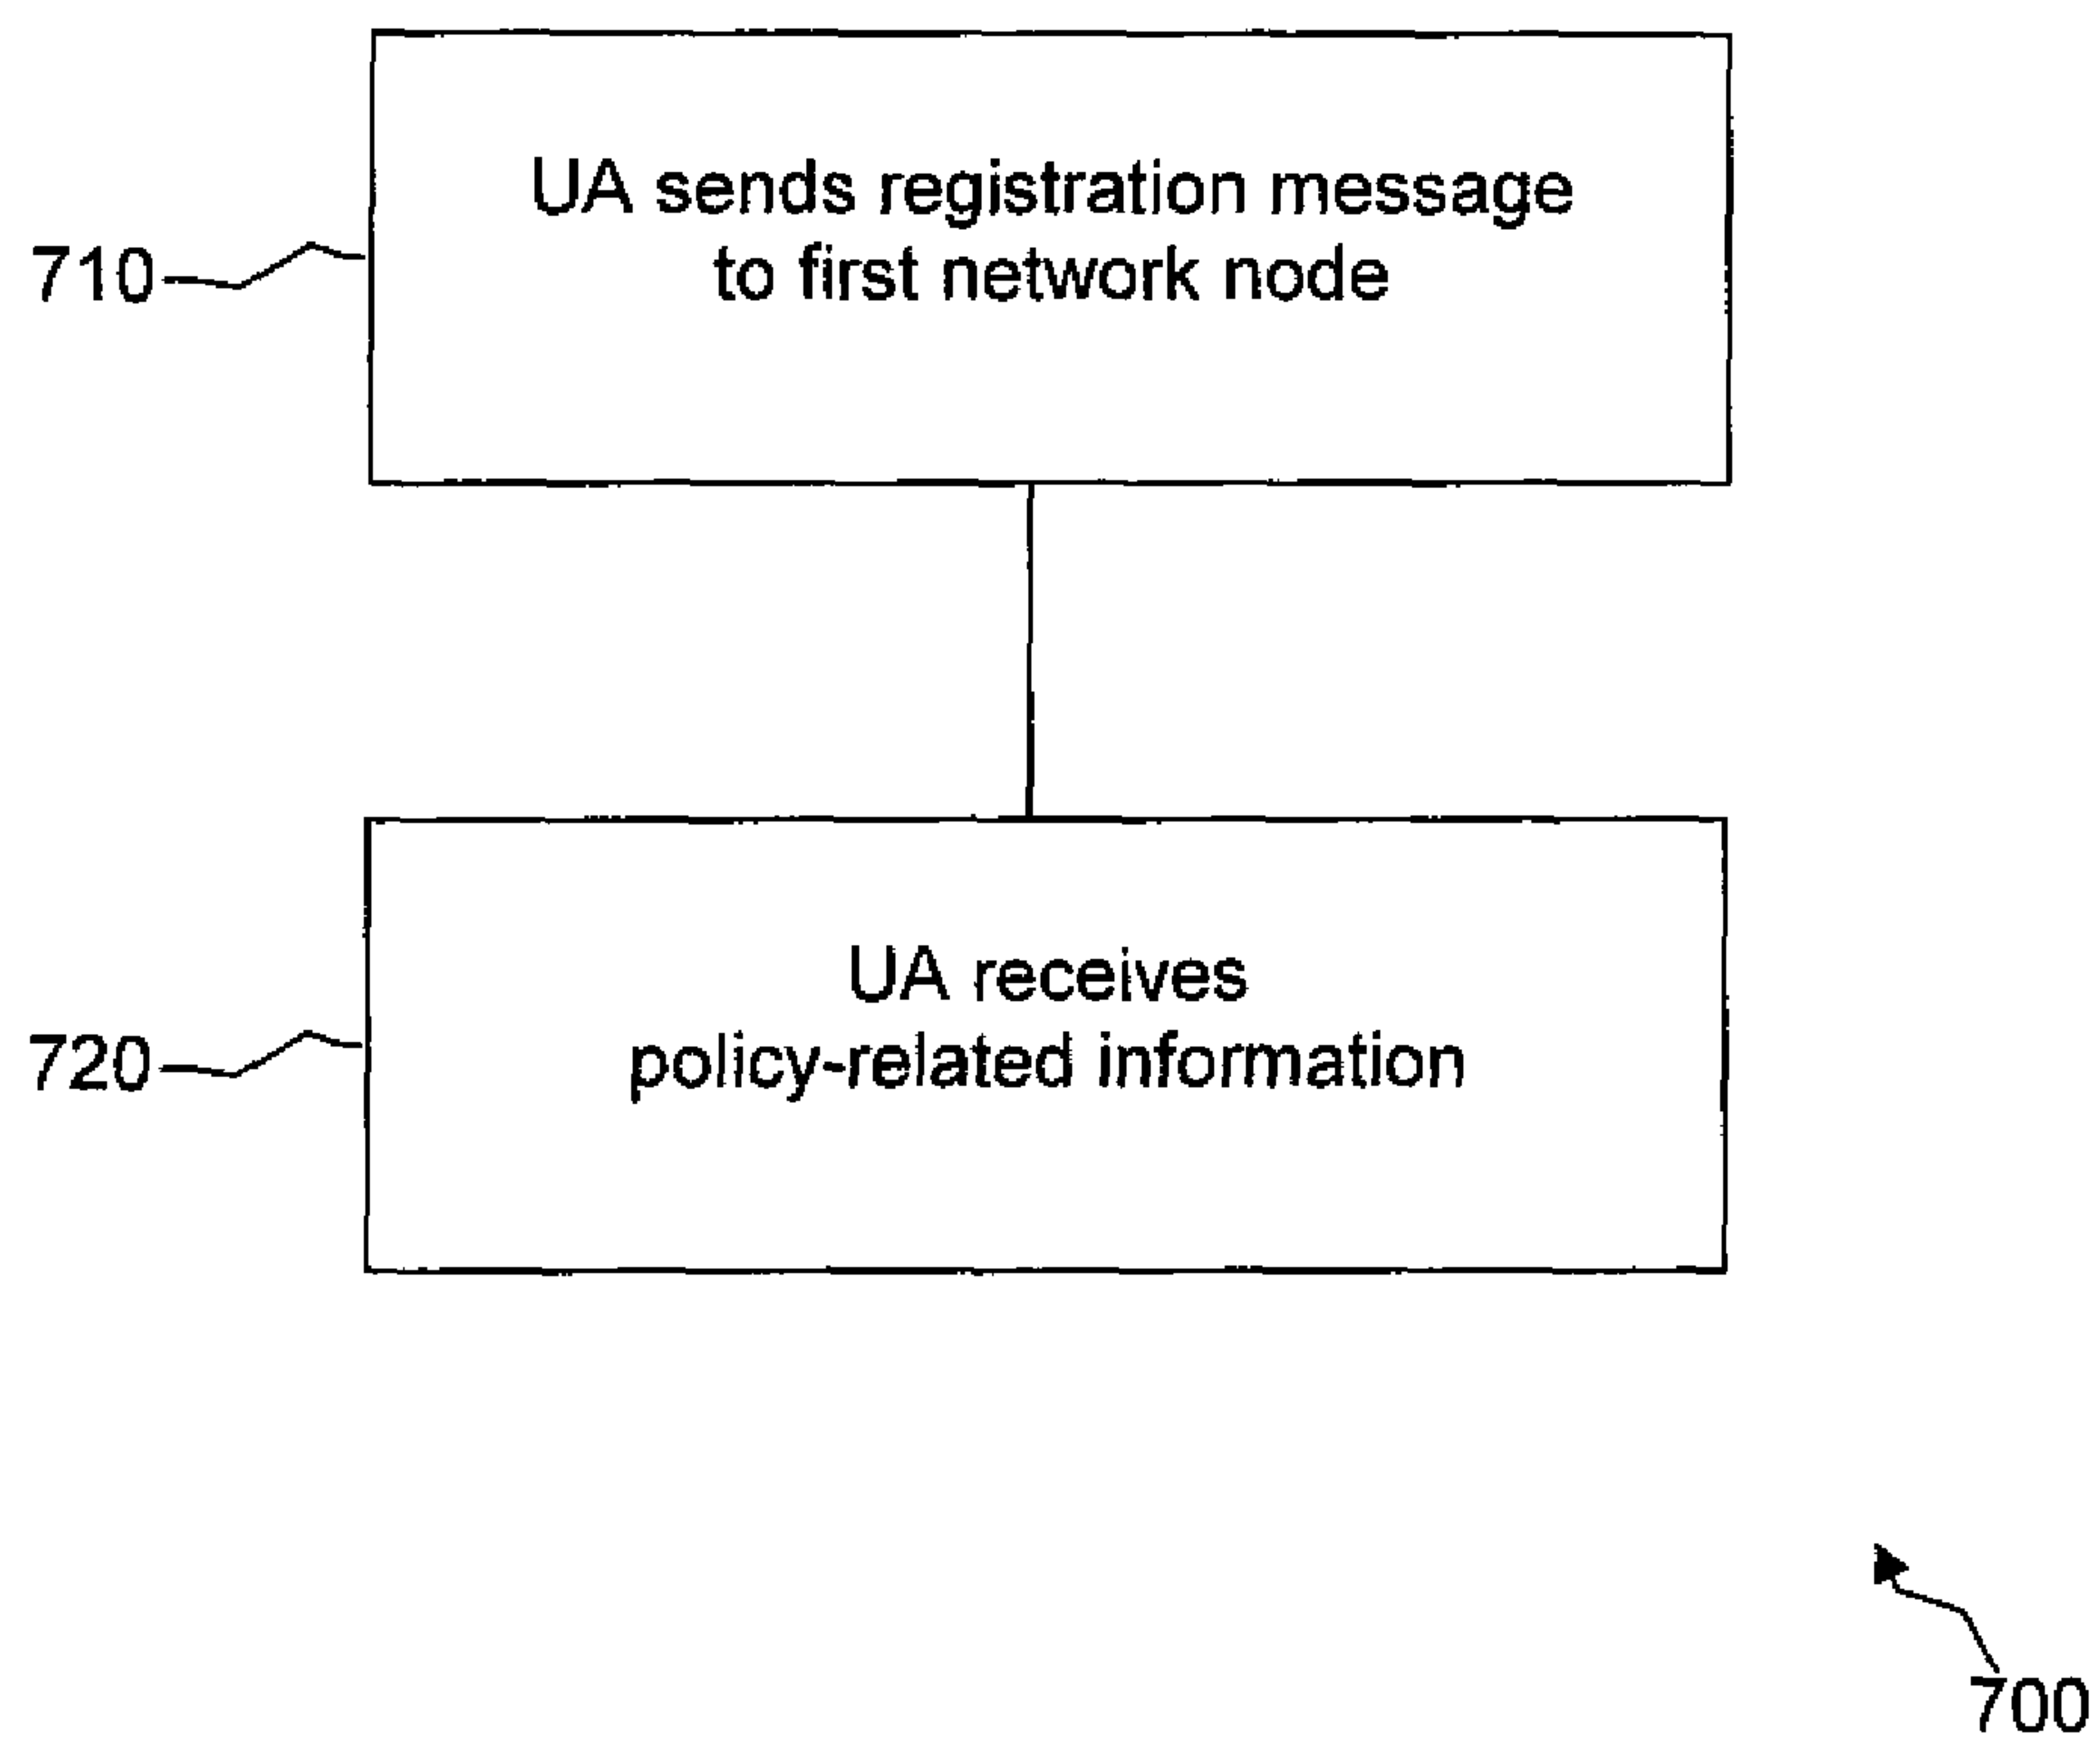 UA sends registration message
to first network node
710
UA receives
policy-related information
720
700